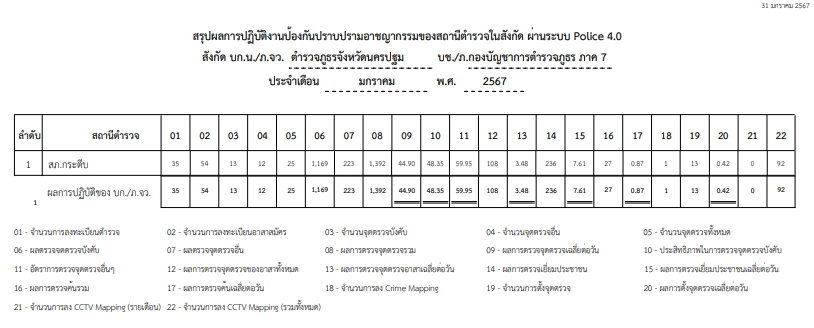 31 มกราคม 2567
สรุปผลการปฏิบัติงานป้องกันปราบปรามอาชญากรรมของสถานีตำรวจในสังกัด ผ่านระบบ Police 4.0
สังกัด บก.น./ภ.จว. ตำรวจภูธรจังหวัดนครปฐม บช./ภ.กองบัญชาการตำรวจภูธร ภาค 7
ประจำเดือน มกราคม พ.ศ. 2567
ลำดับ สถานีตำรวจ 01 02 03 04 05 06 07 08 09 10 11 12 13 14 15 16 17 18 19 20 21 22
1 สภ.กระตีบ 35 54 13 12 25 1,169 223 1,392 44.90 48.35 59.95 108 3.48 236 7.61 27 0.87 1 13 0.42 0 92
1 ผลการปฏิบัติของ บก./ภ.จว. 35 54 13 12 25 1,169 223 1,392 44.90 48.35 59.95 108 3.48 236 7.61 27 0.87 1 13 0.42 0 92
01 - จำนวนการลงทะเบียนตำรวจ 02 - จำนวนการลงทะเบียนอาสาสมัคร 03 - จำนวนจุดตรวจบังคับ 04 - จำนวนจุดตรวจอื่น 05 - จำนวนจุดตรวจทั้งหมด
06 - ผลตรวจจุดตรวจบังคับ 07 - ผลตรวจจุดตรวจอื่น 08 - ผลการตรวจจุดตรวจรวม 09 - ผลการตรวจจุดตรวจเฉลี่ยต่อวัน 10 - ประสิทธิภาพในการตรวจจุดตรวจบังคับ
11 - อัตราการตรวจจุดตรวจอื่นๆ 12 - ผลการตรวจจุดตรวจของอาสาทั้งหมด 13 - ผลการตรวจจุดตรวจอาสาเฉลี่ยต่อวัน 14 - ผลการตรวจเยี่ยมประชาชน 15 - ผลการตรวจเยี่ยมประชาชนเฉลี่ยต่อวัน
16 - ผลการตรวจค้นรวม 17 - ผลการตรวจค้นเฉลี่ยต่อวัน 18 - จำนวนการลง Crime Mapping 19 - จำนวนการตั้งจุดตรวจ 20 - ผลการตั้งจุดตรวจเฉลี่ยต่อวัน
21 - จำนวนการลง CCTV Mapping (รายเดือน) 22 - จำนวนการลง CCTV Mapping (รวมทั้งหมด)